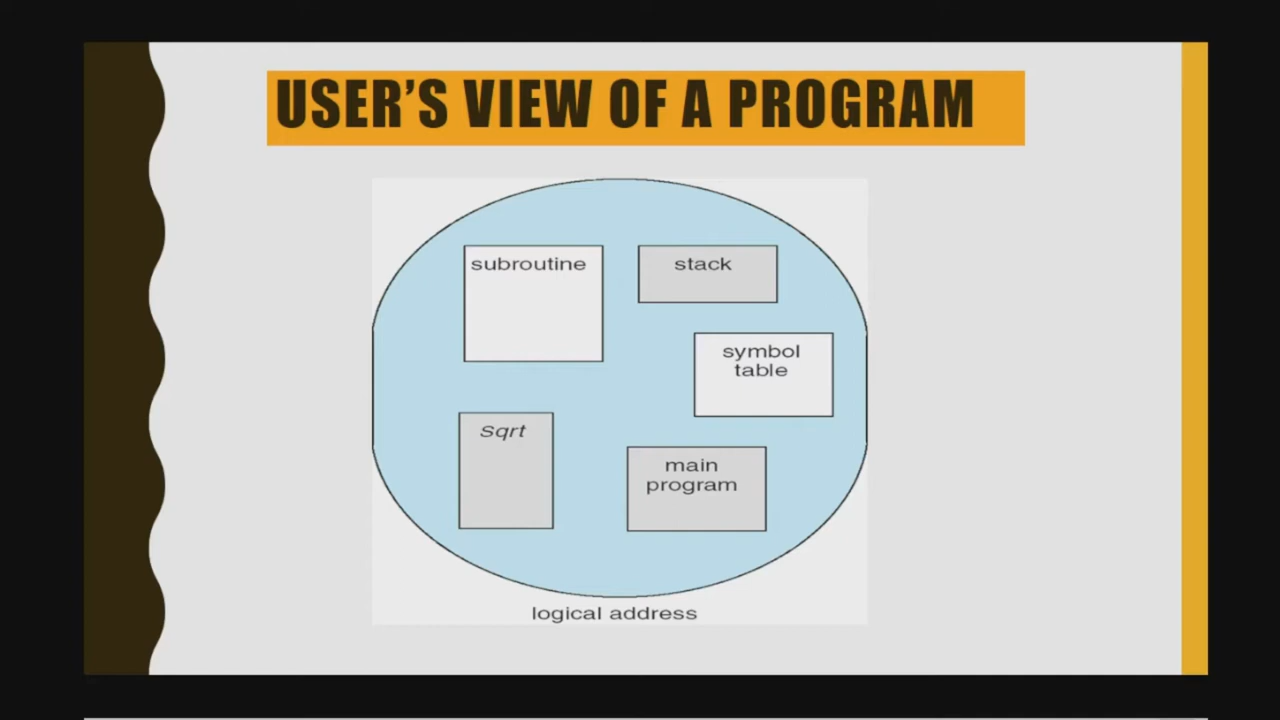 USER'S VIEW OF A PROGRAM
subroutine
stack
symbol
table
Sqrt
main
program
logical address